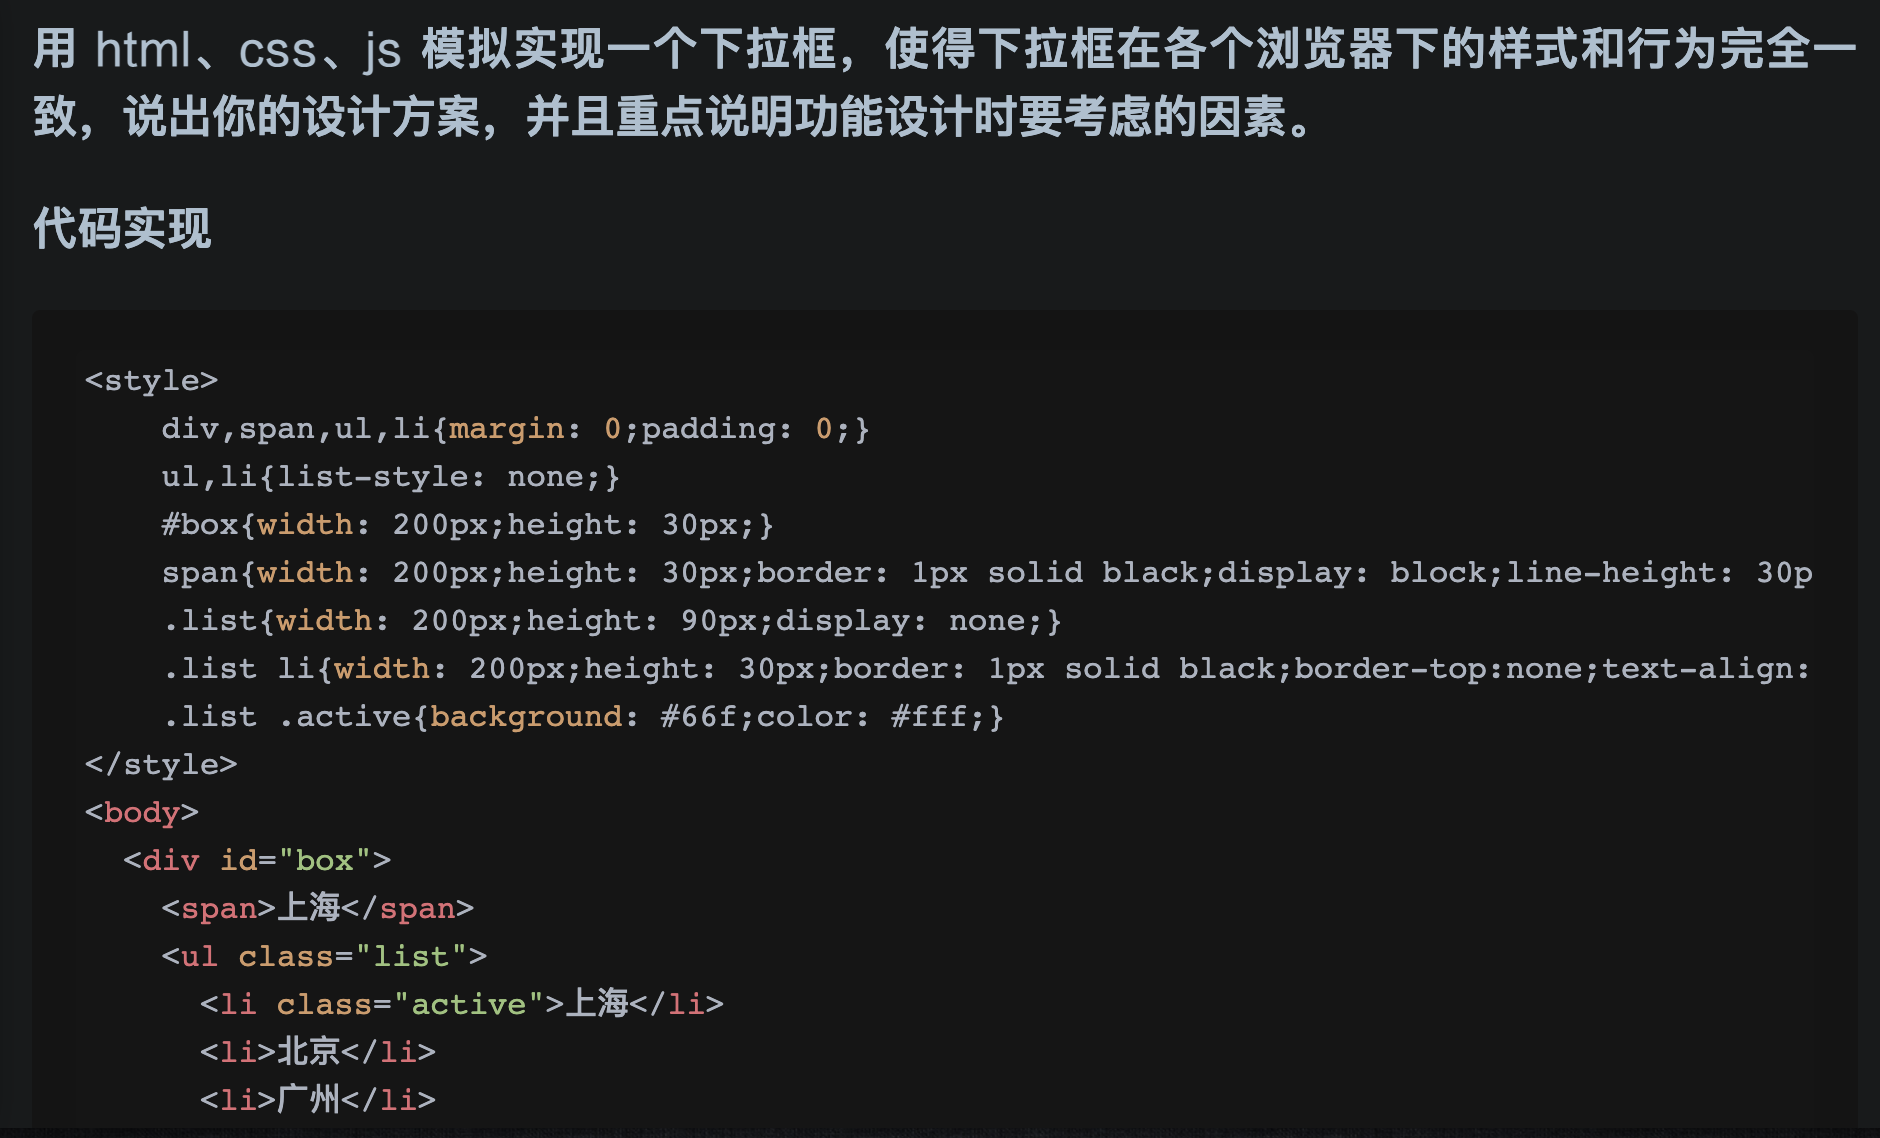 用 html、css、js 模拟实现一个下拉框，使得下拉框在各个浏览器下的样式和行为完全一
致，说出你的设计方案，并且重点说明功能设计时要考虑的因素。
代码实现
<style>
    div,span,ul,li{margin: 0;padding: 0;}
    ul,li{list-style: none;}
    #box{width: 200px;height: 30px;}
    span{width: 200px;height: 30px;border: 1px solid black;display: block;line-height: 30p
    .list{width: 200px;height: 90px;display: none;}
    .list li{width: 200px;height: 30px;border: 1px solid black;border-top:none;text-align:
    .list .active{background: #66f;color: #fff;}
</style>
<body>
  <div id="box">
    <span>上海</span>
    <ul class="list">
      <li class="active">上海</li>
      <li>北京</li>
      <li>广州</li>